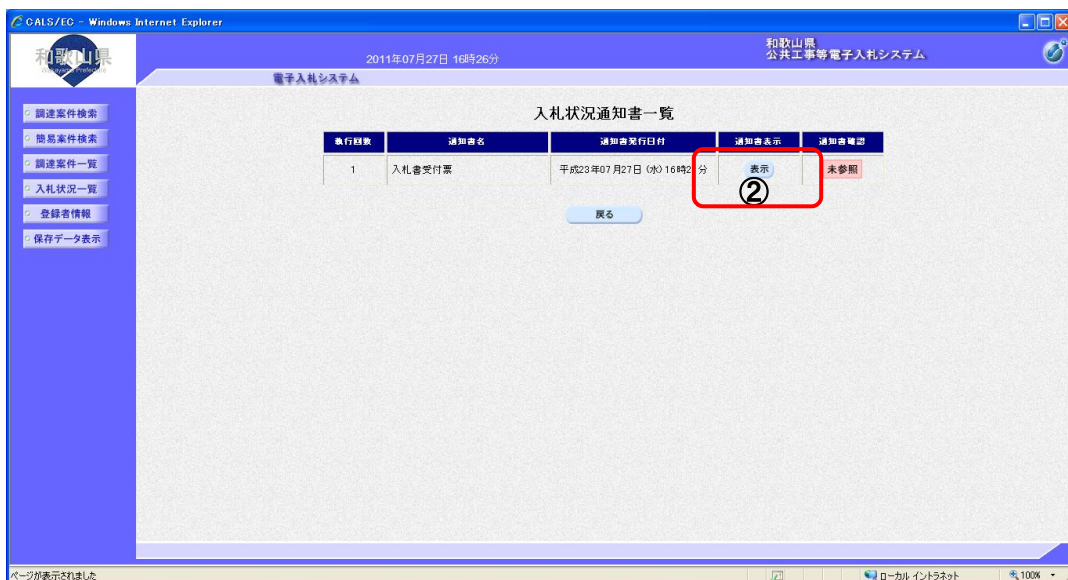 CALS/EC - Windows Internet Explorer
和歌山県
Wakayama Prefecture
2011年07月27日 16時26分
和歌山県
公共工事等電子入札システム
電子入札システム
調達案件検索
簡易案件検索
調達案件一覧
入札状況一覧
登録者情報
保存データ表示
入札状況通知書一覧
執行回数 通知書名 通知書発行日付 通知書表示 通知書確認
1 入札書受付票 平成23年07月27日 (水) 16時2 分 表示 未参照
②
戻る
ページが表示されました
ローカル イントラネット 100%